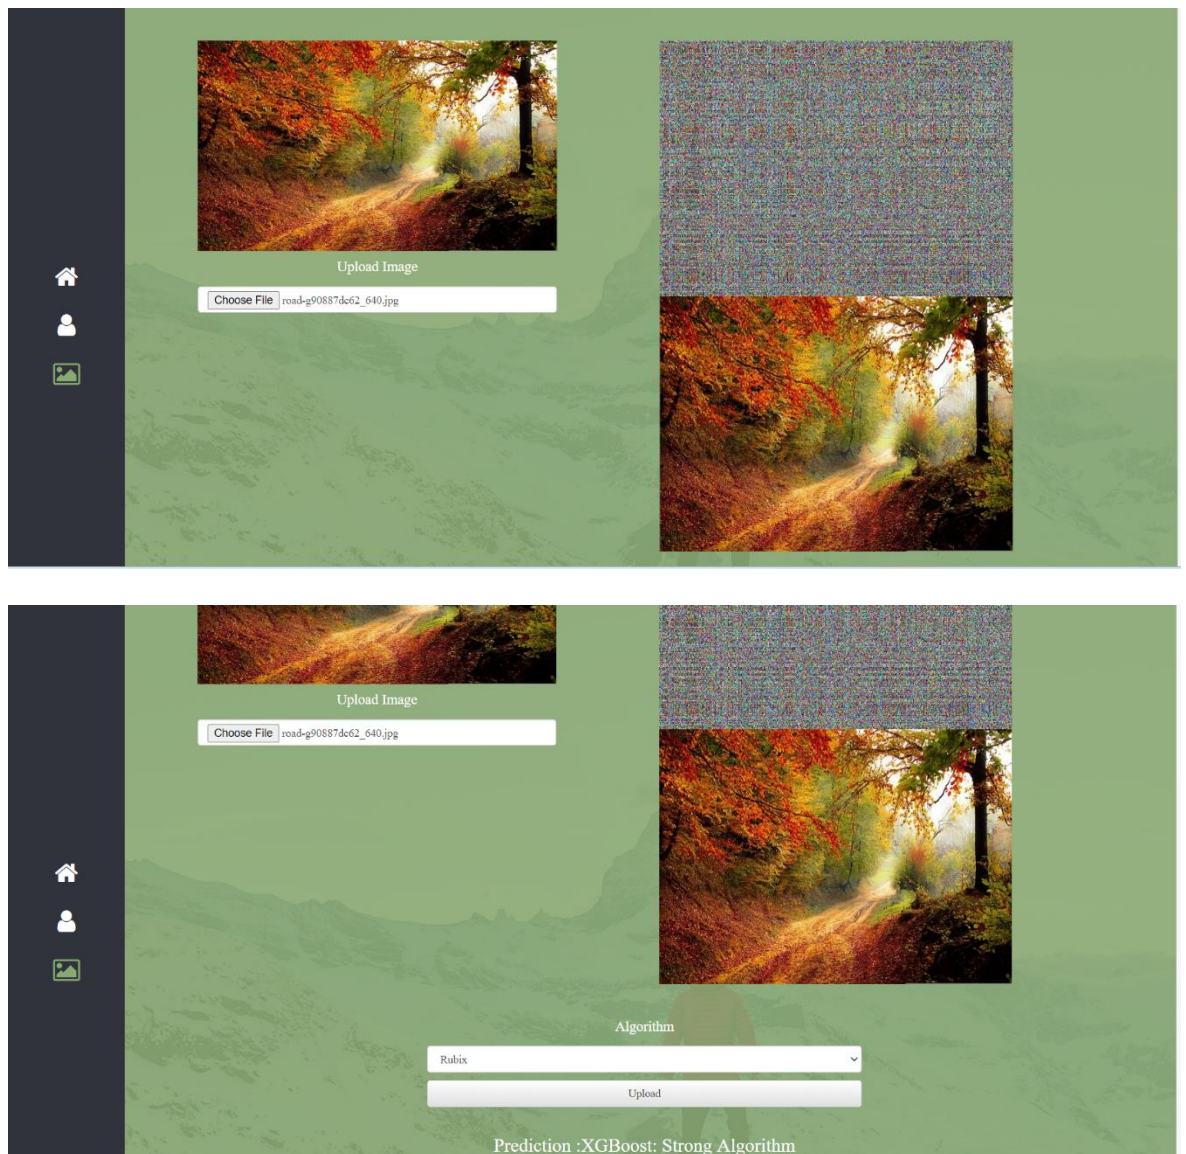 Upload Image
Choose File road-g90887dc62_640.jpg
Upload Image
Choose File road-g90887dc62_640.jpg
Algorithm
Rubix
Upload
Prediction :XGBoost: Strong Algorithm